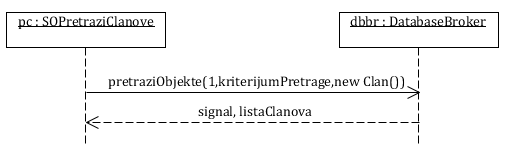 pc : SOPretraziClanove
dbbr : DatabaseBroker
pretraziObjekte(1,kriterijumPretrage,new Clan())
signal, listaClanova